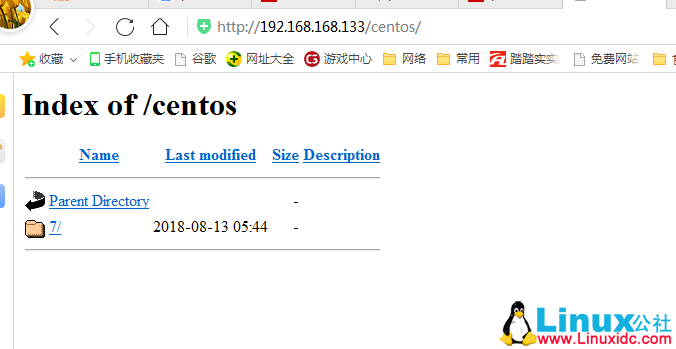 http://192.168.168.133/centos/
收藏 手机收藏夹 谷歌 网址大全 游戏中心 网络 常用 踏踏实实 免费网站
Index of /centos
Name Last modified Size Description
Parent Directory -
7/ 2018-08-13 05:44 -
Linux公社
www.Linuxidc.com